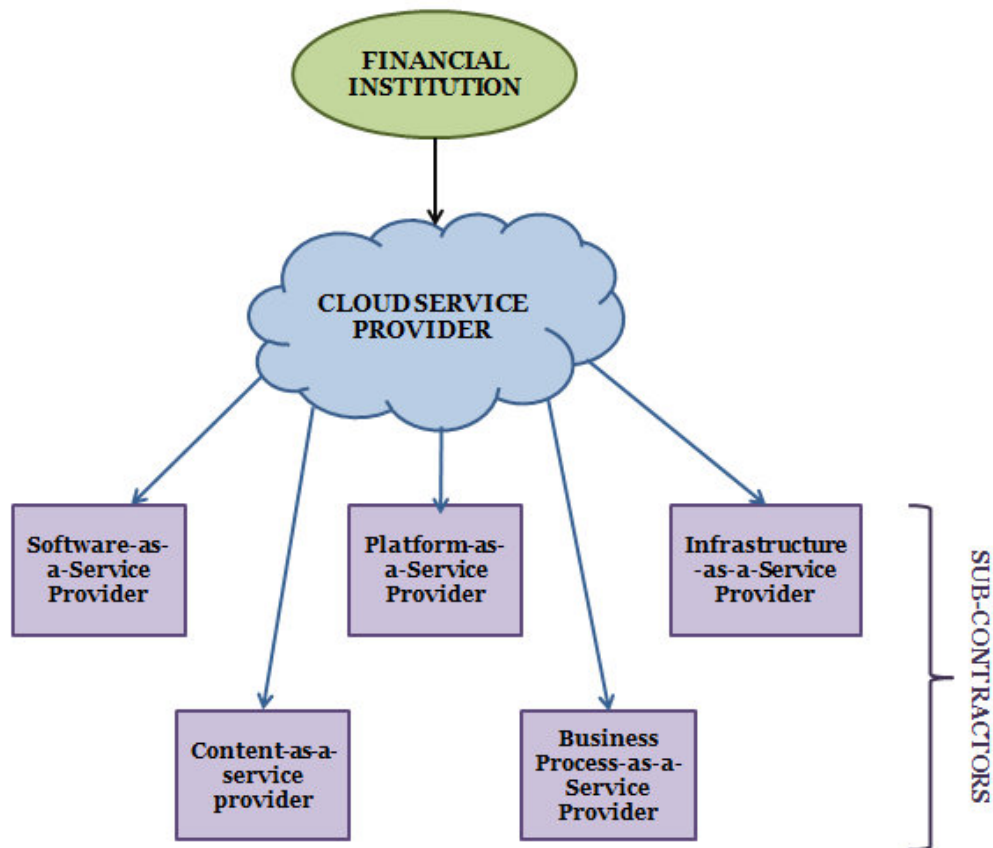 FINANCIAL
INSTITUTION
CLOUD SERVICE
PROVIDER
Software-as-
a-Service
Provider
Platform-as-
a-Service
Provider
Infrastructure
-as-a-Service
Provider
Content-as-a-
service
provider
Business
Process-as-a-
Service
Provider
SUB-CONTRACTORS